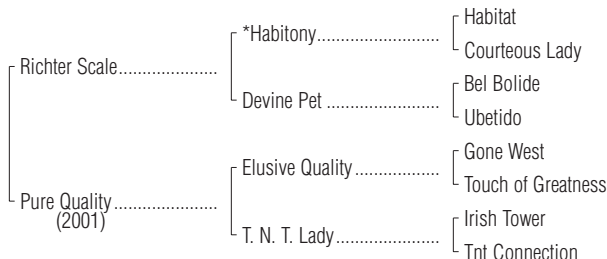 Habitat
*Habitony
Courteous Lady
Richter Scale
Bel Bolide
Devine Pet
Ubetido
Gone West
Elusive Quality
Touch of Greatness
Pure Quality
(2001)
Irish Tower
T. N. T. Lady
Tnt Connection